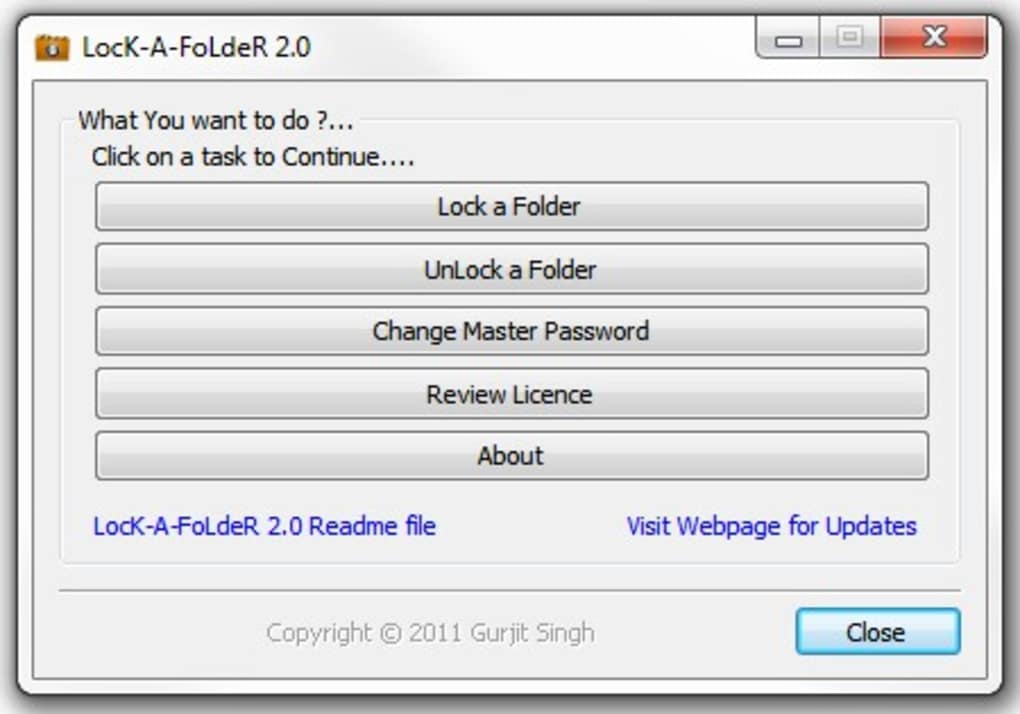 LocK-A-FoLdeR 2.0
What You want to do ?...
Click on a task to Continue....
Lock a Folder
UnLock a Folder
Change Master Password
Review Licence
About
LocK-A-FoLdeR 2.0 Readme file
Visit Webpage for Updates
Copyright © 2011 Gurjit Singh
Close